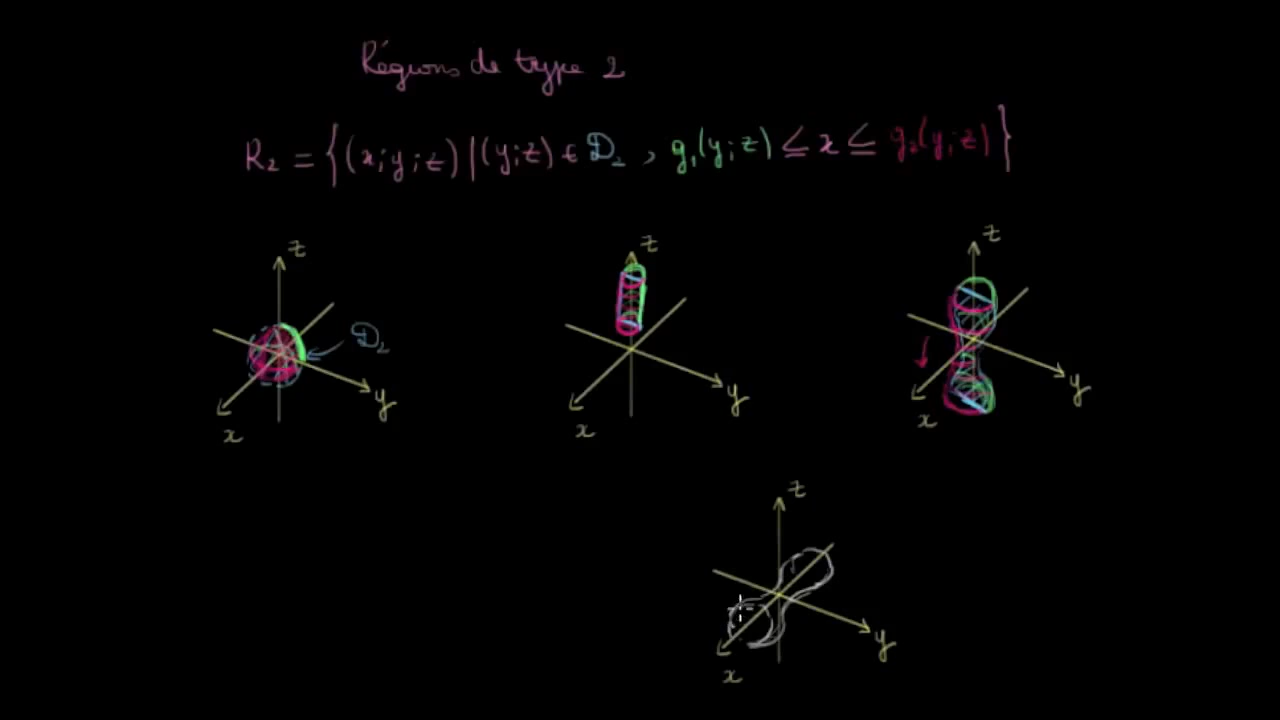 Régions de type 2
R₂ = {(x;y;z) | (y;z) ∈ D₂, g₁(y;z) ≤ x ≤ g₂(y;z)}
z
D₂
y
x
z
y
x
z
y
x
z
y
x